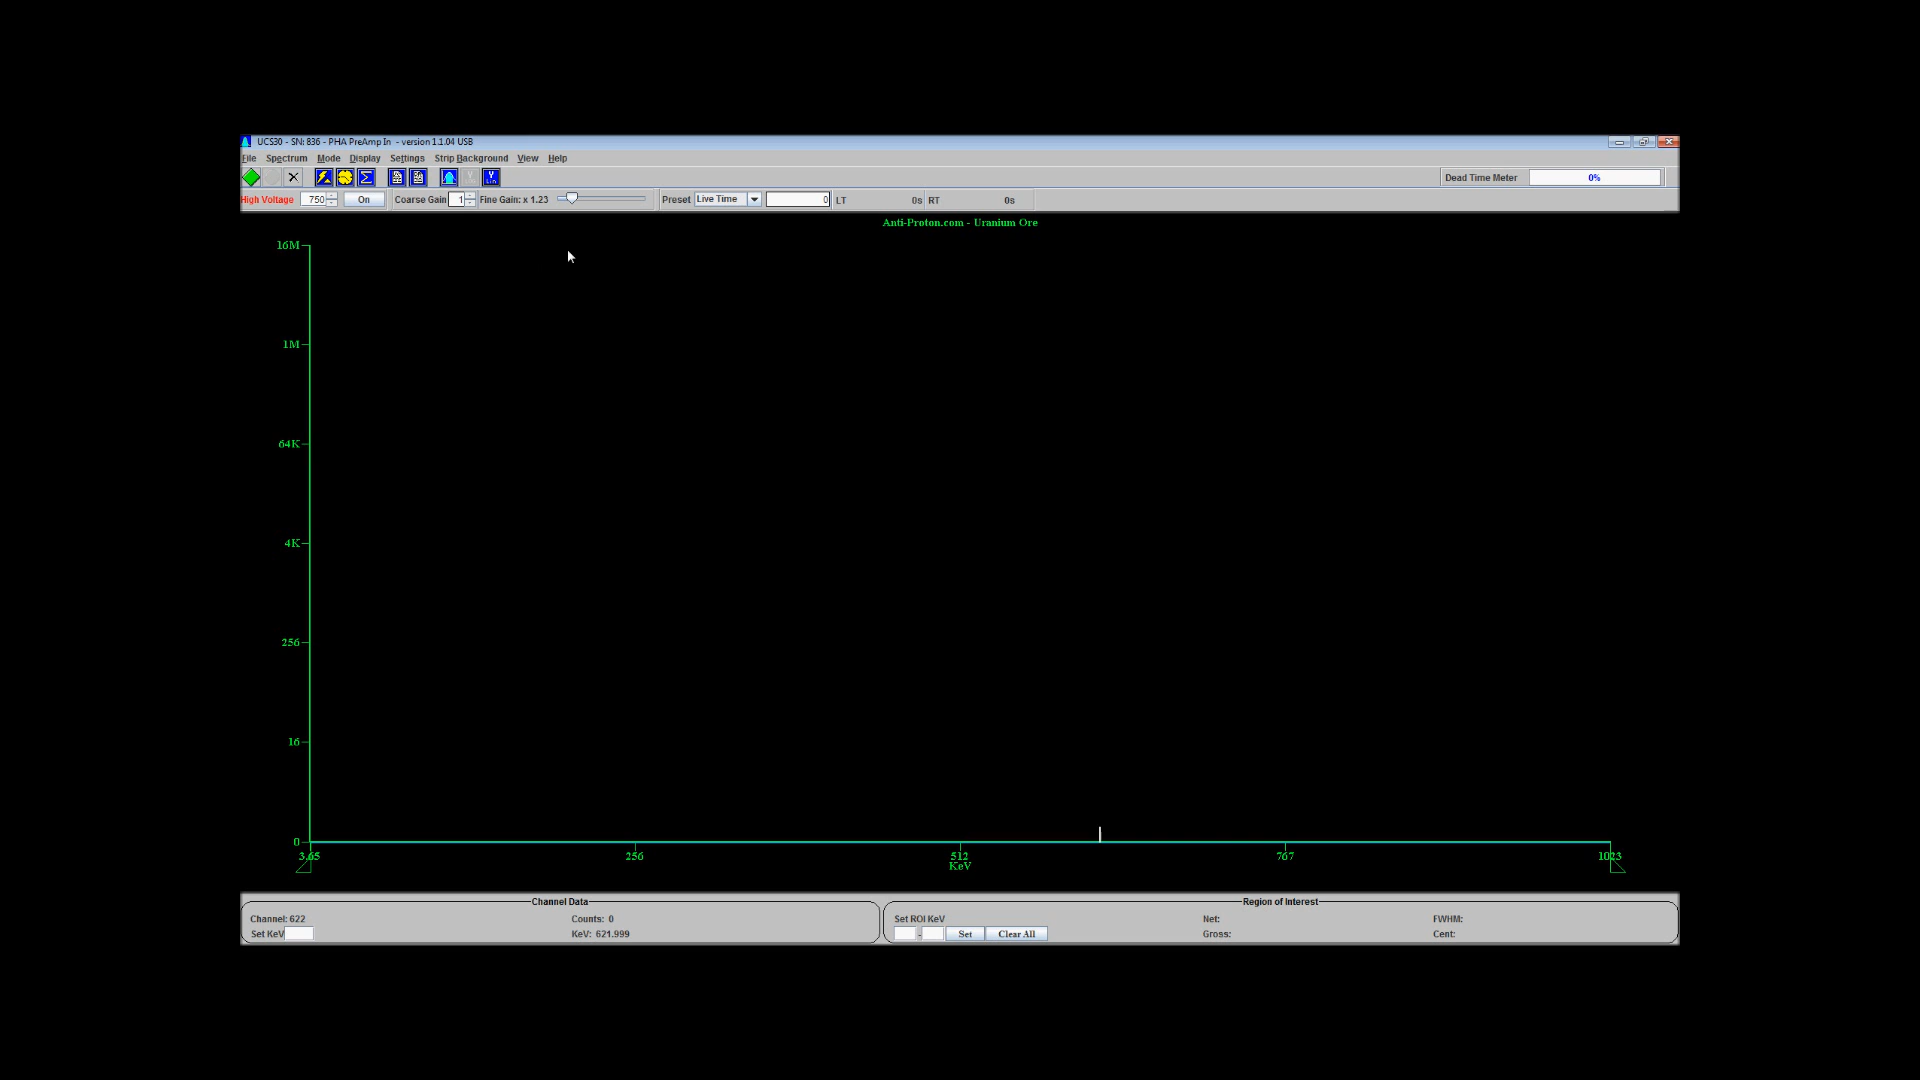 UCS30 - SN: 836 - PHA PreAmp In - version 1.1.04 USB
File Spectrum Mode Display Settings Strip Background View Help
Dead Time Meter 0%
High Voltage 750 On Coarse Gain 1 Fine Gain: x 1.23 Preset Live Time 0 LT 0s RT 0s
Anti-Proton.com - Uranium Ore
16M
1M
64K
4K
256
16
0
3.65 256 512 767 1023
KeV
Channel Data Region of Interest
Channel: 622 Counts: 0 Set ROI KeV Net: FWHM:
Set KeV KeV: 621.999 - Set Clear All Gross: Cent: